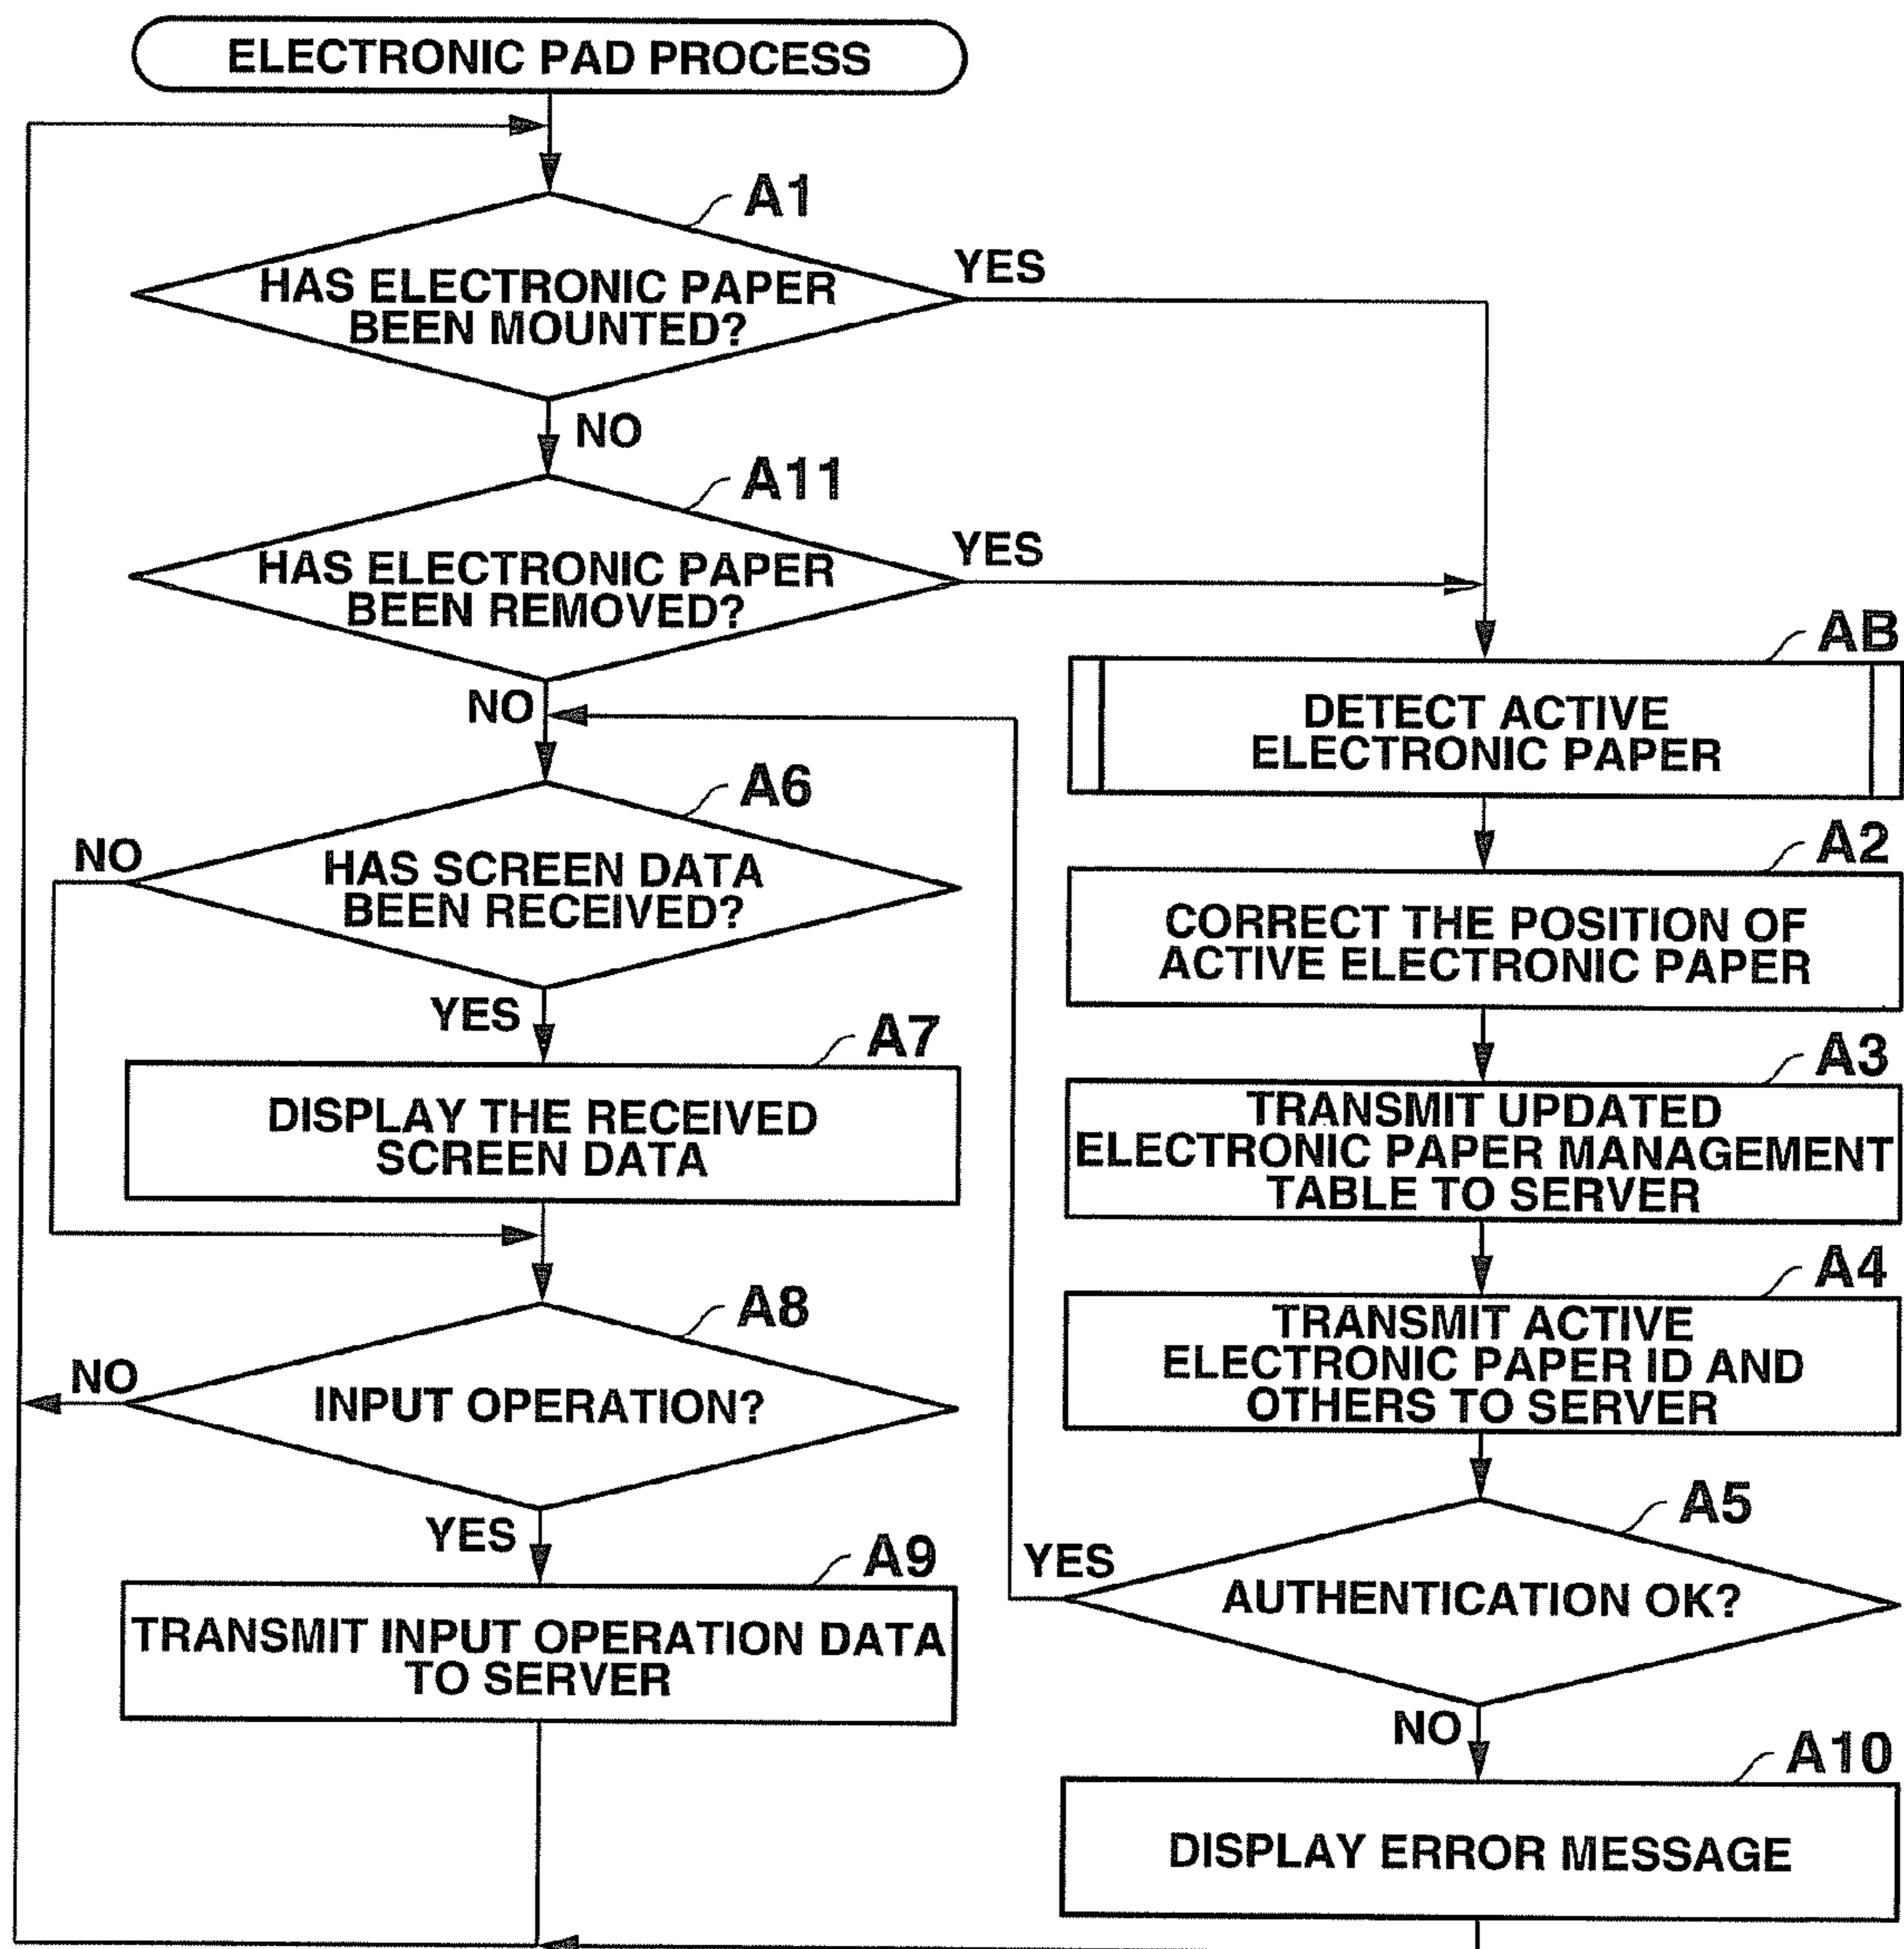 ELECTRONIC PAD PROCESS
A1
HAS ELECTRONIC PAPER
BEEN MOUNTED?
YES
NO
A11
HAS ELECTRONIC PAPER
BEEN REMOVED?
YES
NO
AB
DETECT ACTIVE
ELECTRONIC PAPER
A6
HAS SCREEN DATA
BEEN RECEIVED?
NO
YES
A2
CORRECT THE POSITION OF
ACTIVE ELECTRONIC PAPER
A7
DISPLAY THE RECEIVED
SCREEN DATA
A3
TRANSMIT UPDATED
ELECTRONIC PAPER MANAGEMENT
TABLE TO SERVER
A8
INPUT OPERATION?
NO
YES
A4
TRANSMIT ACTIVE
ELECTRONIC PAPER ID AND
OTHERS TO SERVER
A9
TRANSMIT INPUT OPERATION DATA
TO SERVER
A5
AUTHENTICATION OK?
YES
NO
A10
DISPLAY ERROR MESSAGE